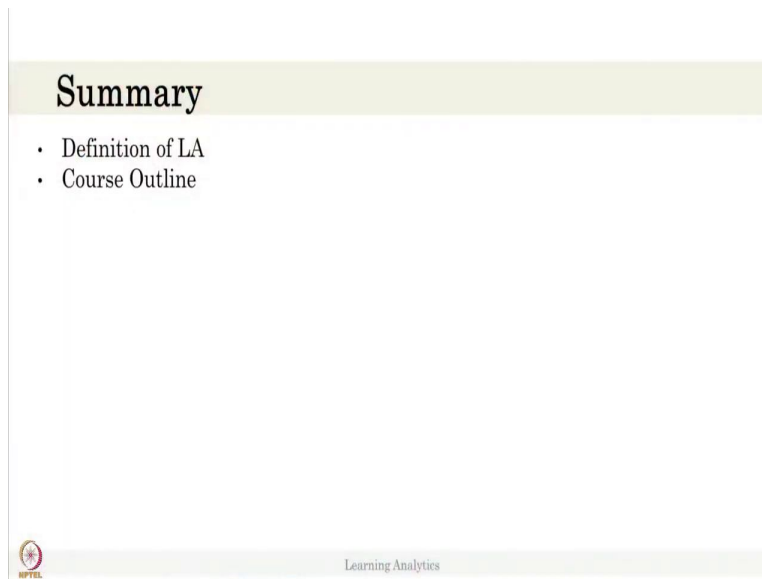 Summary
• Definition of LA
• Course Outline
NPTEL
Learning Analytics